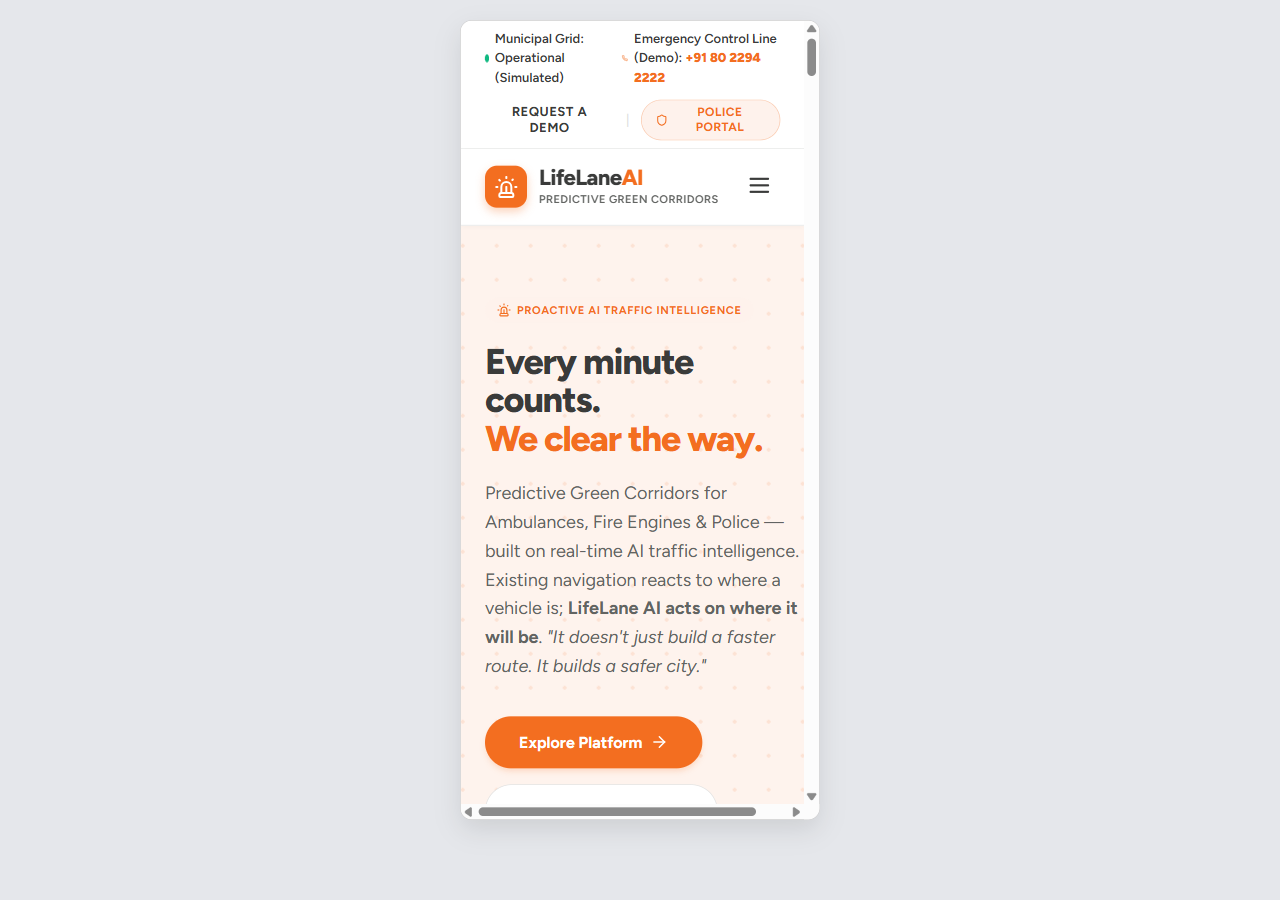 Municipal Grid:
Operational
(Simulated)
Emergency Control Line
(Demo): +91 80 2294
2222
REQUEST A
DEMO
|
POLICE
PORTAL
LifeLaneAI
PREDICTIVE GREEN CORRIDORS
PROACTIVE AI TRAFFIC INTELLIGENCE
Every minute
counts.
We clear the way.
Predictive Green Corridors for
Ambulances, Fire Engines & Police —
built on real-time AI traffic intelligence.
Existing navigation reacts to where a
vehicle is; LifeLane AI acts on where it
will be. "It doesn't just build a faster
route. It builds a safer city."
Explore Platform